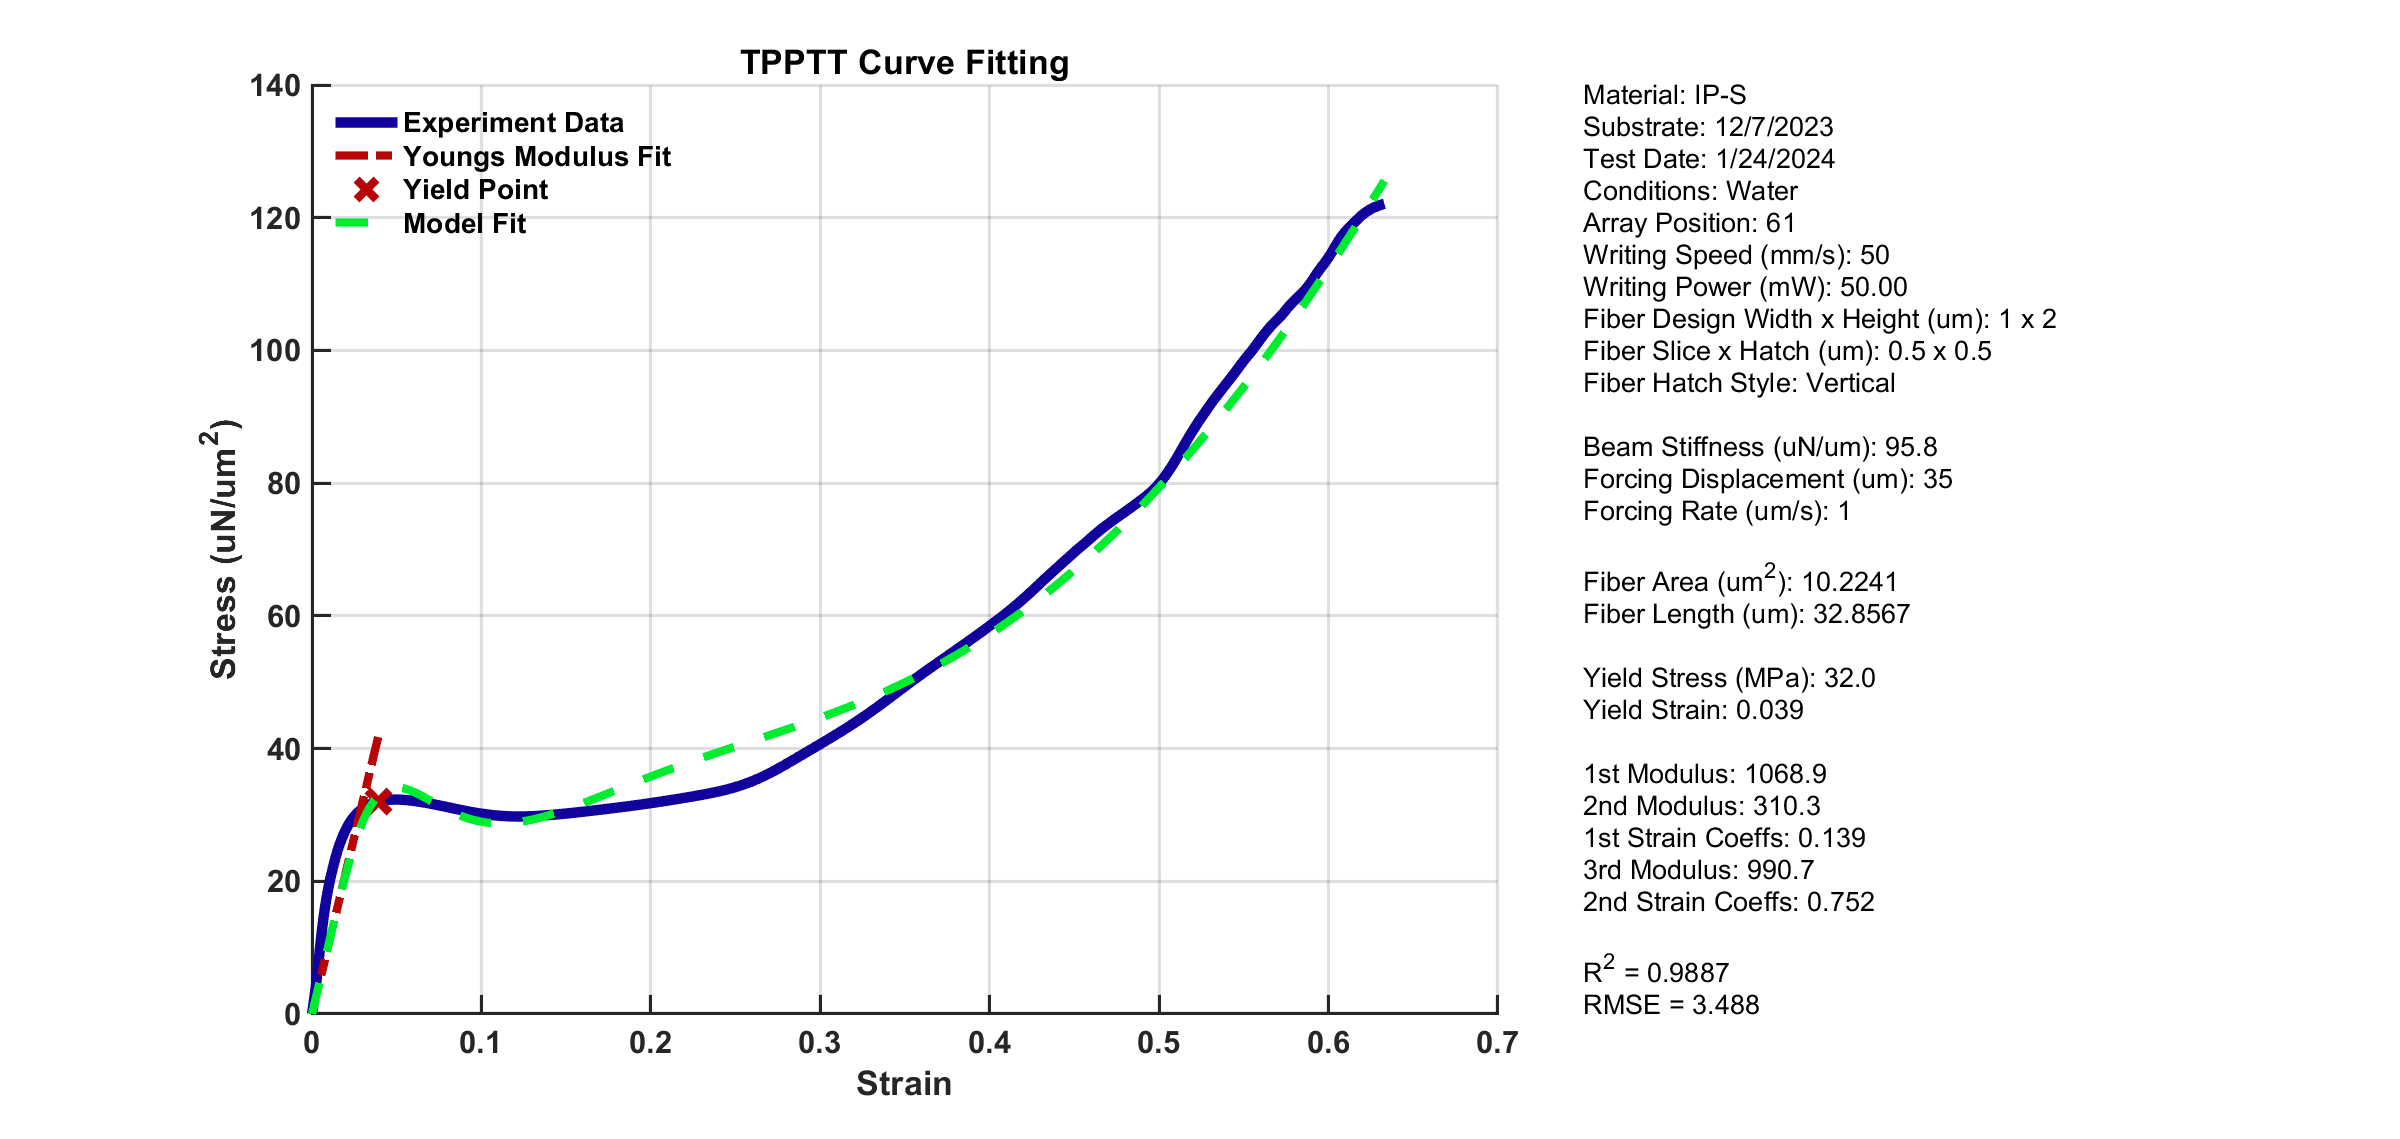 TPPTT Curve Fitting
140
120
100
80
60
40
20
0
Stress (uN/um²)
Experiment Data
Youngs Modulus Fit
Yield Point
Model Fit
0 0.1 0.2 0.3 0.4 0.5 0.6 0.7
Strain
Material: IP-S
Substrate: 12/7/2023
Test Date: 1/24/2024
Conditions: Water
Array Position: 61
Writing Speed (mm/s): 50
Writing Power (mW): 50.00
Fiber Design Width x Height (um): 1 x 2
Fiber Slice x Hatch (um): 0.5 x 0.5
Fiber Hatch Style: Vertical
Beam Stiffness (uN/um): 95.8
Forcing Displacement (um): 35
Forcing Rate (um/s): 1
Fiber Area (um²): 10.2241
Fiber Length (um): 32.8567
Yield Stress (MPa): 32.0
Yield Strain: 0.039
1st Modulus: 1068.9
2nd Modulus: 310.3
1st Strain Coeffs: 0.139
3rd Modulus: 990.7
2nd Strain Coeffs: 0.752
R² = 0.9887
RMSE = 3.488